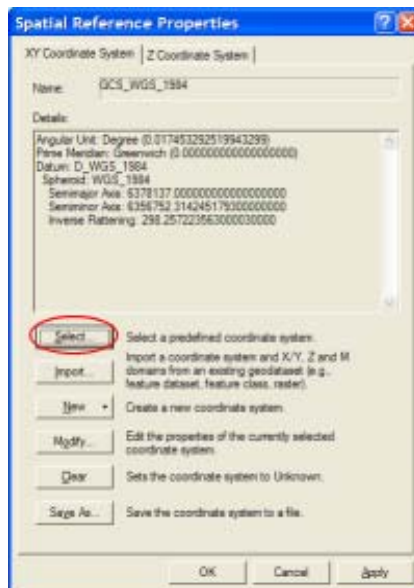 Spatial Reference Properties
XY Coordinate System Z Coordinate System
Name: GCS_WGS_1984
Details:
Angular Unit: Degree (0.017453292519943299)
Prime Meridian: Greenwich (0.000000000000000000)
Datum: D_WGS_1984
Spheroid: WGS_1984
Semimajor Axis: 6378137.000000000000000000
Semiminor Axis: 6356752.314245179300000000
Inverse Flattening: 298.257223563000030000
Select... Select a predefined coordinate system.
Import... Import a coordinate system and X/Y, Z and M
domains from an existing geodataset (e.g.,
feature dataset, feature class, raster).
New Create a new coordinate system.
Modify... Edit the properties of the currently selected
coordinate system.
Clear Sets the coordinate system to Unknown.
Save As... Save the coordinate system to a file.
OK Cancel Apply